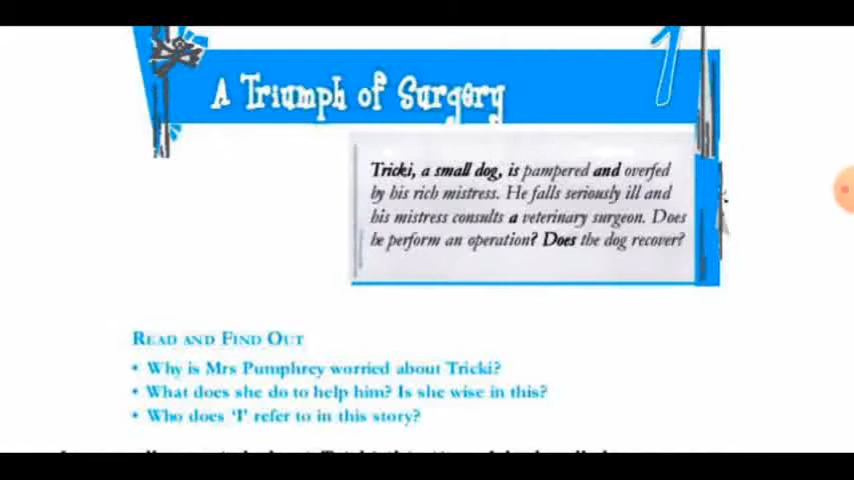 1
A Triumph of Surgery
Tricki, a small dog, is pampered and overfed
by his rich mistress. He falls seriously ill and
his mistress consults a veterinary surgeon. Does
he perform an operation? Does the dog recover?
READ AND FIND OUT
• Why is Mrs Pumphrey worried about Tricki?
• What does she do to help him? Is she wise in this?
• Who does ‘I’ refer to in this story?